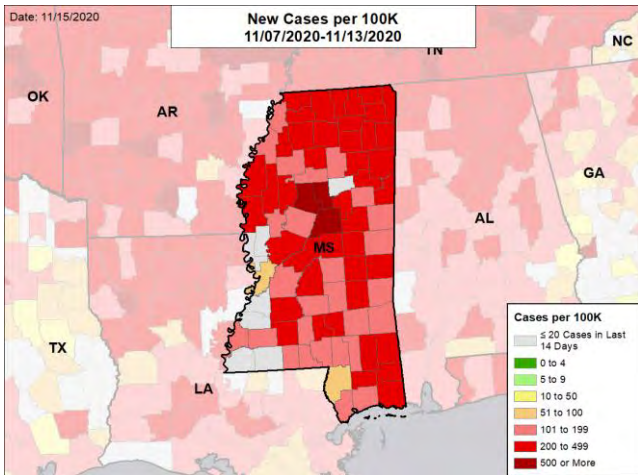 Date: 11/15/2020
New Cases per 100K
11/07/2020-11/13/2020
TN
NC
OK
AR
GA
AL
MS
TX
LA
Cases per 100K
≤ 20 Cases in Last
14 Days
0 to 4
5 to 9
10 to 50
51 to 100
101 to 199
200 to 499
500 or More